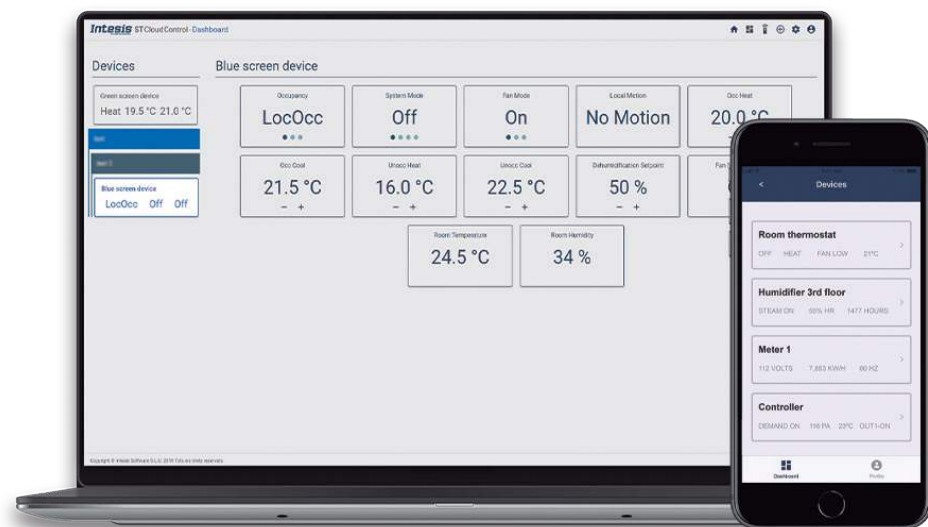 Intesis ST Cloud Control - Dashboard
Devices
Blue screen device
Green screen device
Heat 19.5 °C 21.0 °C
Blue screen device
LocOcc Off Off
Occupancy
LocOcc
System Mode
Off
Fan Mode
On
Local Motion
No Motion
Occ Heat
20.0 °C
Occ Cool
21.5 °C
- +
Unocc Heat
16.0 °C
- +
Unocc Cool
22.5 °C
- +
Dehumidification Setpoint
50 %
- +
Room Temperature
24.5 °C
Room Humidity
34 %
Devices
Room thermostat
OFF HEAT FAN LOW 21ºC
Humidifier 3rd floor
STEAM ON 55% HR 1477 HOURS
Meter 1
112 VOLTS 7,853 KW/H 60 HZ
Controller
DEMAND ON 116 PA 23ºC OUT1-ON
Dashboard
Profile